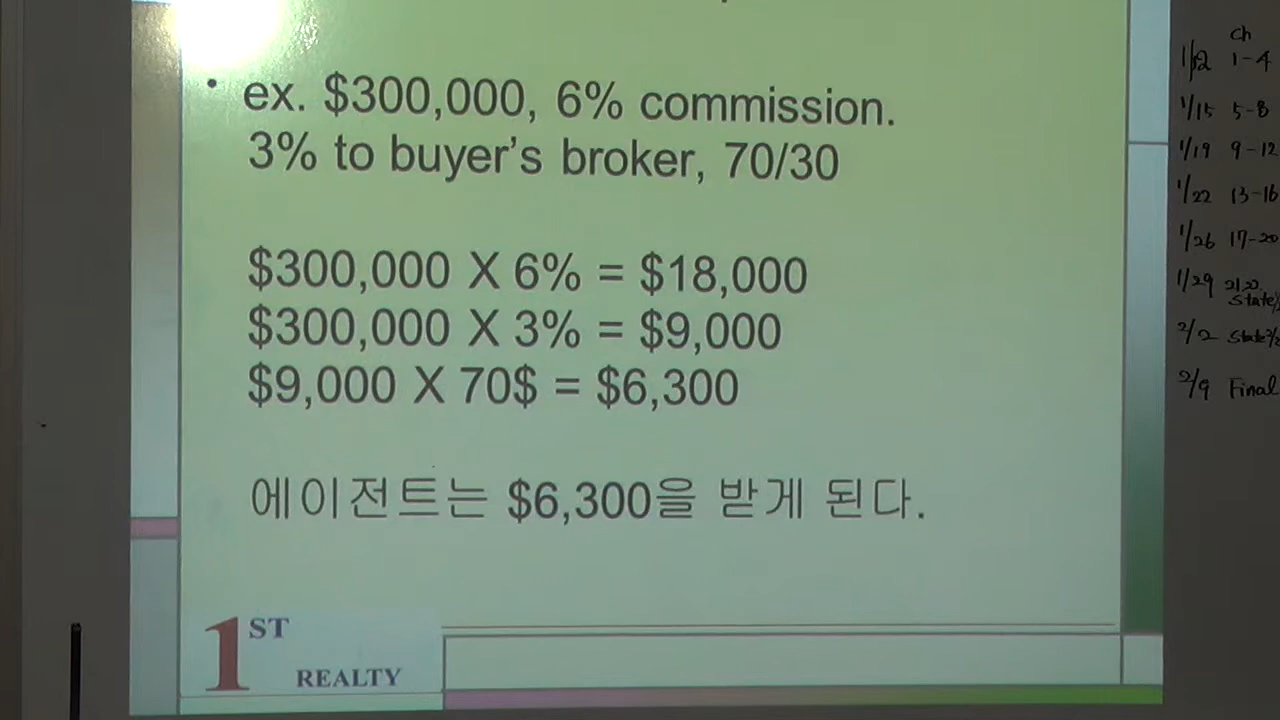 • ex. $300,000, 6% commission.
3% to buyer's broker, 70/30
$300,000 X 6% = $18,000
$300,000 X 3% = $9,000
$9,000 X 70$ = $6,300
에이전트는 $6,300을 받게 된다.
1ST
REALTY
ch
1/12 1-4
1/15 5-8
1/19 9-12
1/22 13-16
1/26 17-20
1/29
State
2/2 State
2/9 Final